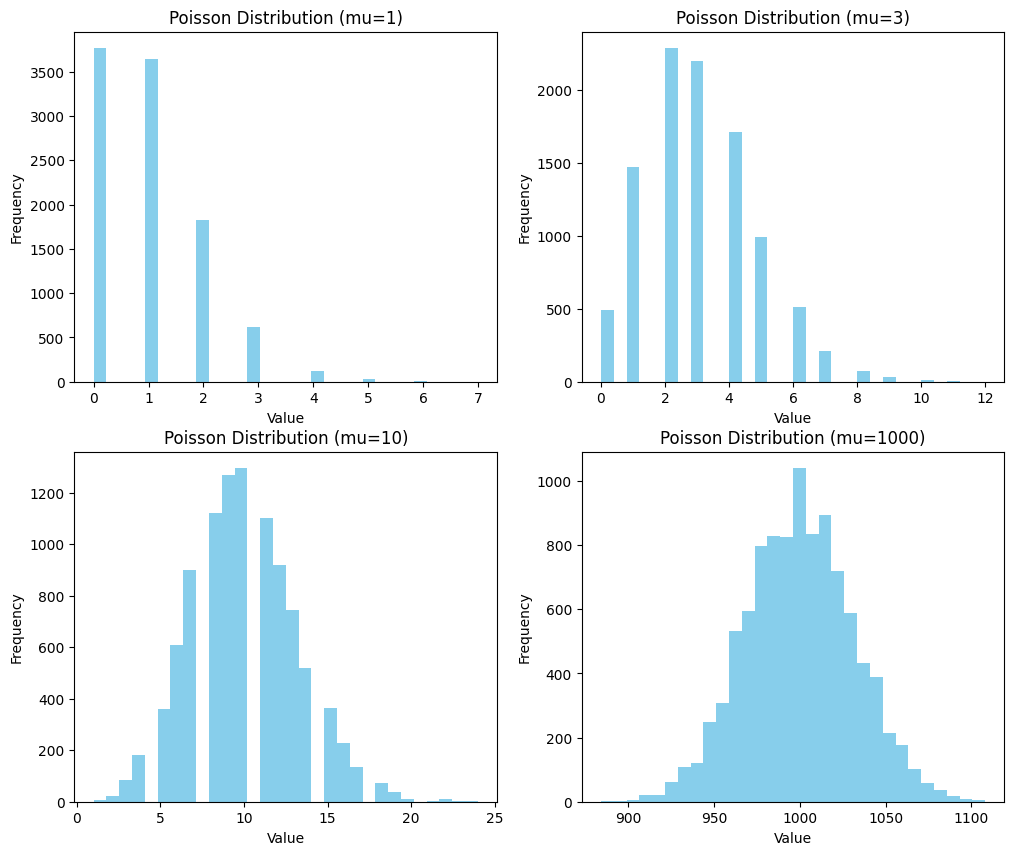 Poisson Distribution (mu=1)
3500
3000
2500
2000
1500
1000
500
0
Frequency
0 1 2 3 4 5 6 7
Value
Poisson Distribution (mu=3)
2000
1500
1000
500
0
Frequency
0 2 4 6 8 10 12
Value
Poisson Distribution (mu=10)
1200
1000
800
600
400
200
0
Frequency
0 5 10 15 20 25
Value
Poisson Distribution (mu=1000)
1000
800
600
400
200
0
Frequency
900 950 1000 1050 1100
Value